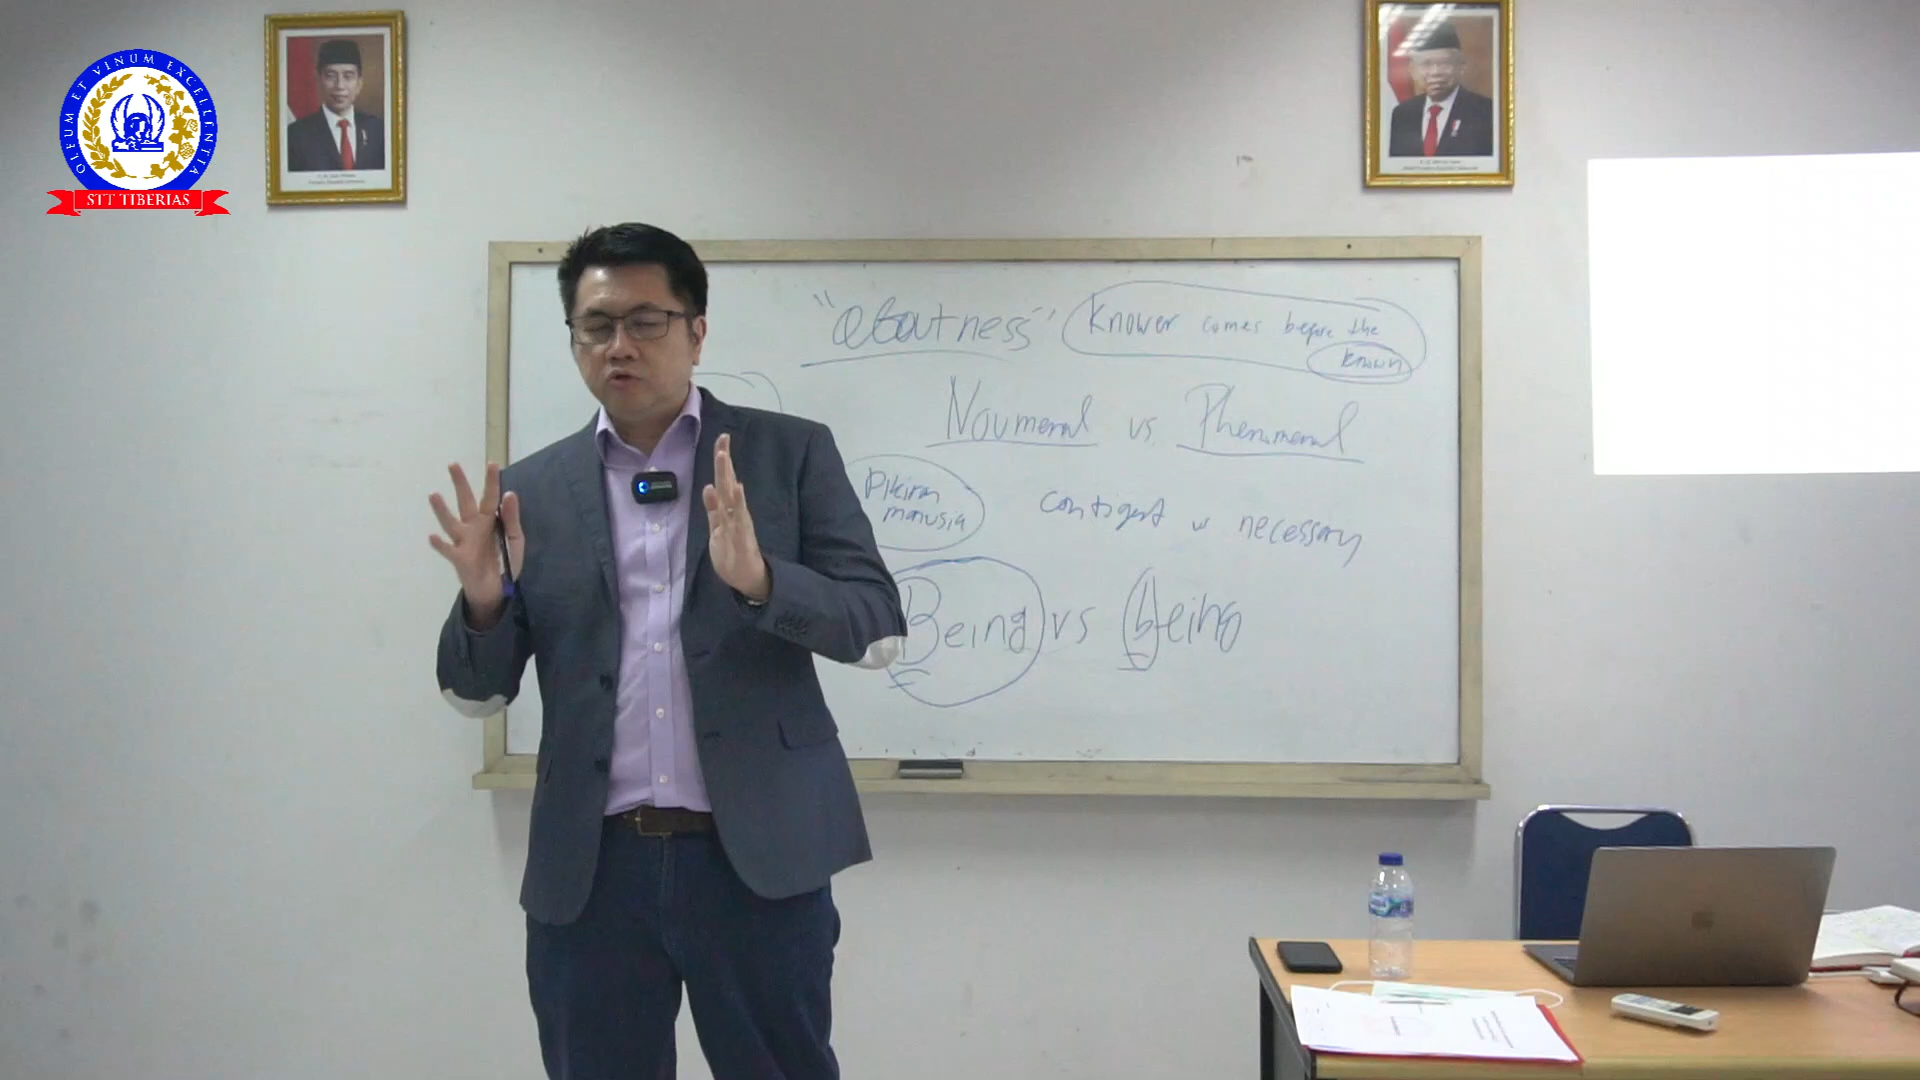 OLEUM ET VINUM EXCELLENTIA
STT TIBERIAS
"aboutness"
Knower comes before the
known
Noumenal vs Phenomenal
Pikiran
manusia
contigent vs necessary
Being vs being